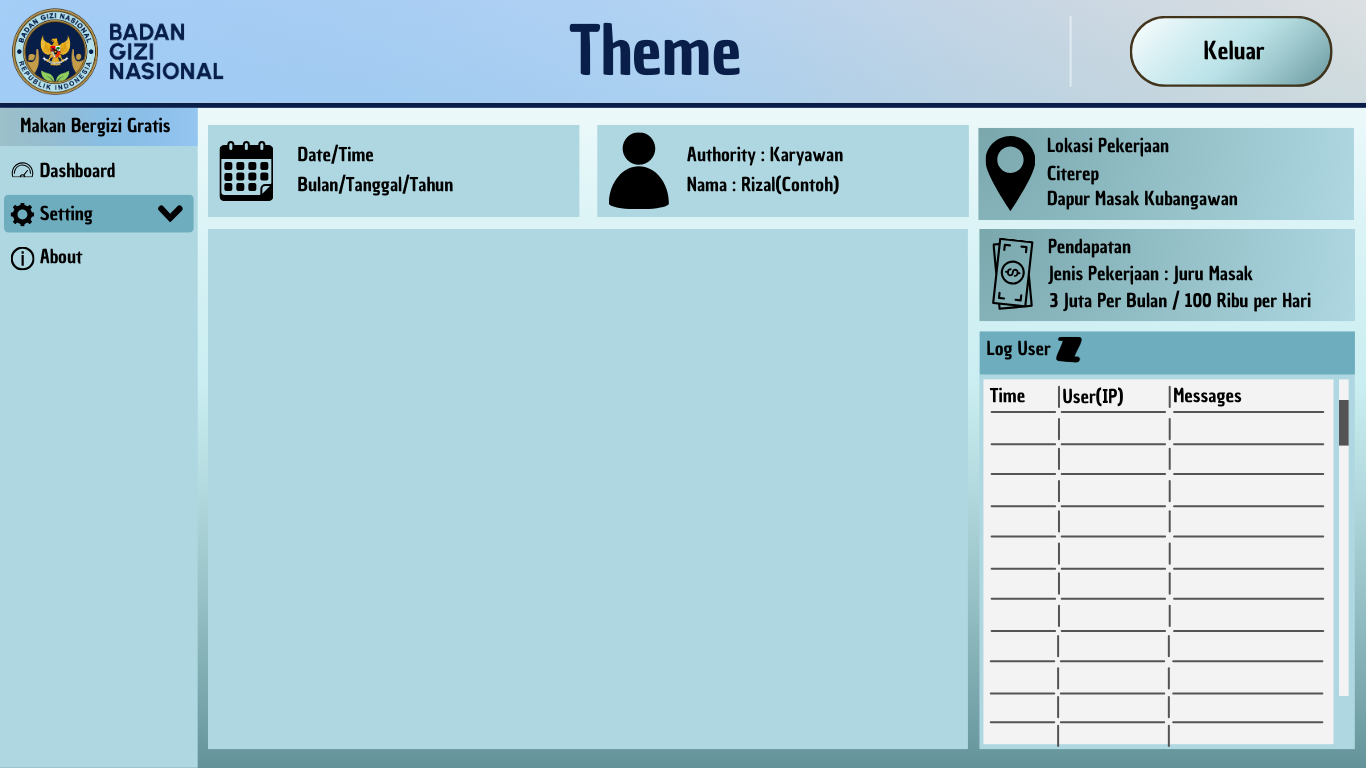 BADAN GIZI NASIONAL
REPUBLIK INDONESIA
BADAN
GIZI
NASIONAL
Theme
Keluar
Makan Bergizi Gratis
Dashboard
Setting
About
Date/Time
Bulan/Tanggal/Tahun
Authority : Karyawan
Nama : Rizal(Contoh)
Lokasi Pekerjaan
Citerep
Dapur Masak Kubangawan
Pendapatan
Jenis Pekerjaan : Juru Masak
3 Juta Per Bulan / 100 Ribu per Hari
Log User
Time
User(IP)
Messages